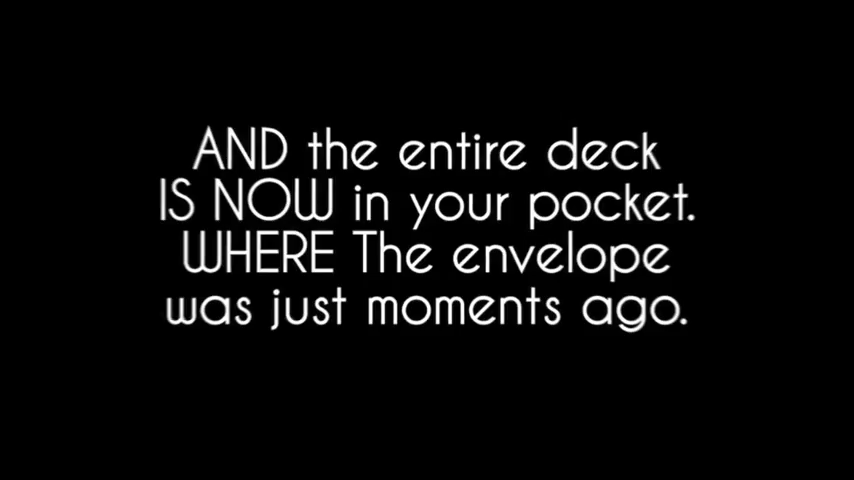 AND the entire deck
IS NOW in your pocket.
WHERE The envelope
was just moments ago.